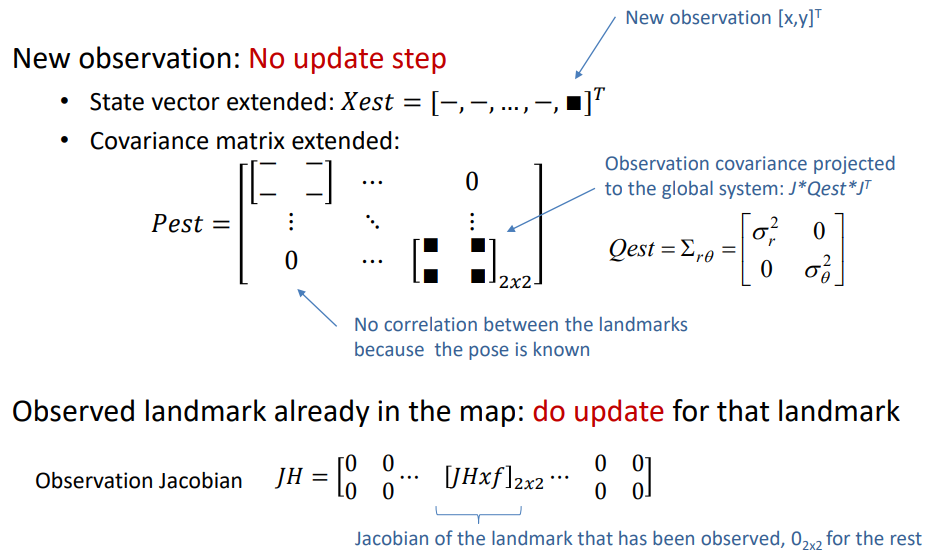 New observation [x,y]ᵀ
New observation: No update step
• State vector extended: Xest = [−, −, … , −, ■]ᵀ
• Covariance matrix extended:
Observation covariance projected
to the global system: J*Qest*Jᵀ
Pest = [[− − − −] ⋯ 0 ⋮ ⋱ ⋮ 0 ⋯ [■ ■ ■ ■]₂ₓ₂]
Qest = Σ_rθ = [σ_r² 0 0 σ_θ²]
No correlation between the landmarks
because the pose is known
Observed landmark already in the map: do update for that landmark
Observation Jacobian JH = [0 0 0 0 ⋯ [JHxf]₂ₓ₂ ⋯ 0 0 0 0]
Jacobian of the landmark that has been observed, 0₂ₓ₂ for the rest